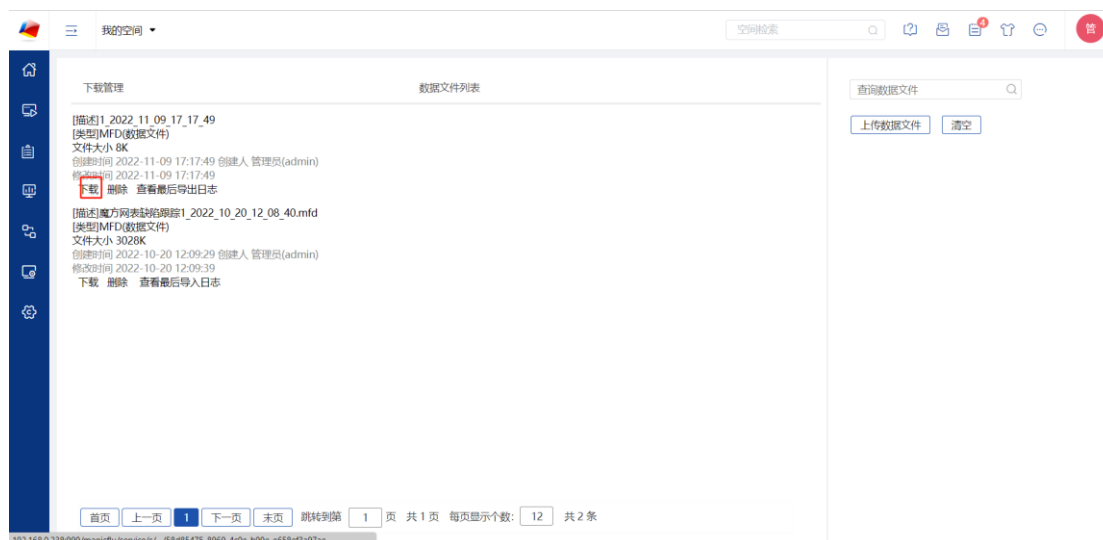 我的空间
空间检索
4
管
下载管理
数据文件列表
查询数据文件
上传数据文件 清空
[描述]1_2022_11_09_17_17_49
[类型]MFD(数据文件)
文件大小 8K
创建时间 2022-11-09 17:17:49 创建人 管理员(admin)
修改时间 2022-11-09 17:17:49
下载 删除 查看最后导出日志
[描述]魔方网表缺陷跟踪1_2022_10_20_12_08_40.mfd
[类型]MFD(数据文件)
文件大小 3028K
创建时间 2022-10-20 12:09:29 创建人 管理员(admin)
修改时间 2022-10-20 12:09:39
下载 删除 查看最后导入日志
首页 上一页 1 下一页 末页 跳转到第 1 页 共 1 页 每页显示个数: 12 共 2 条